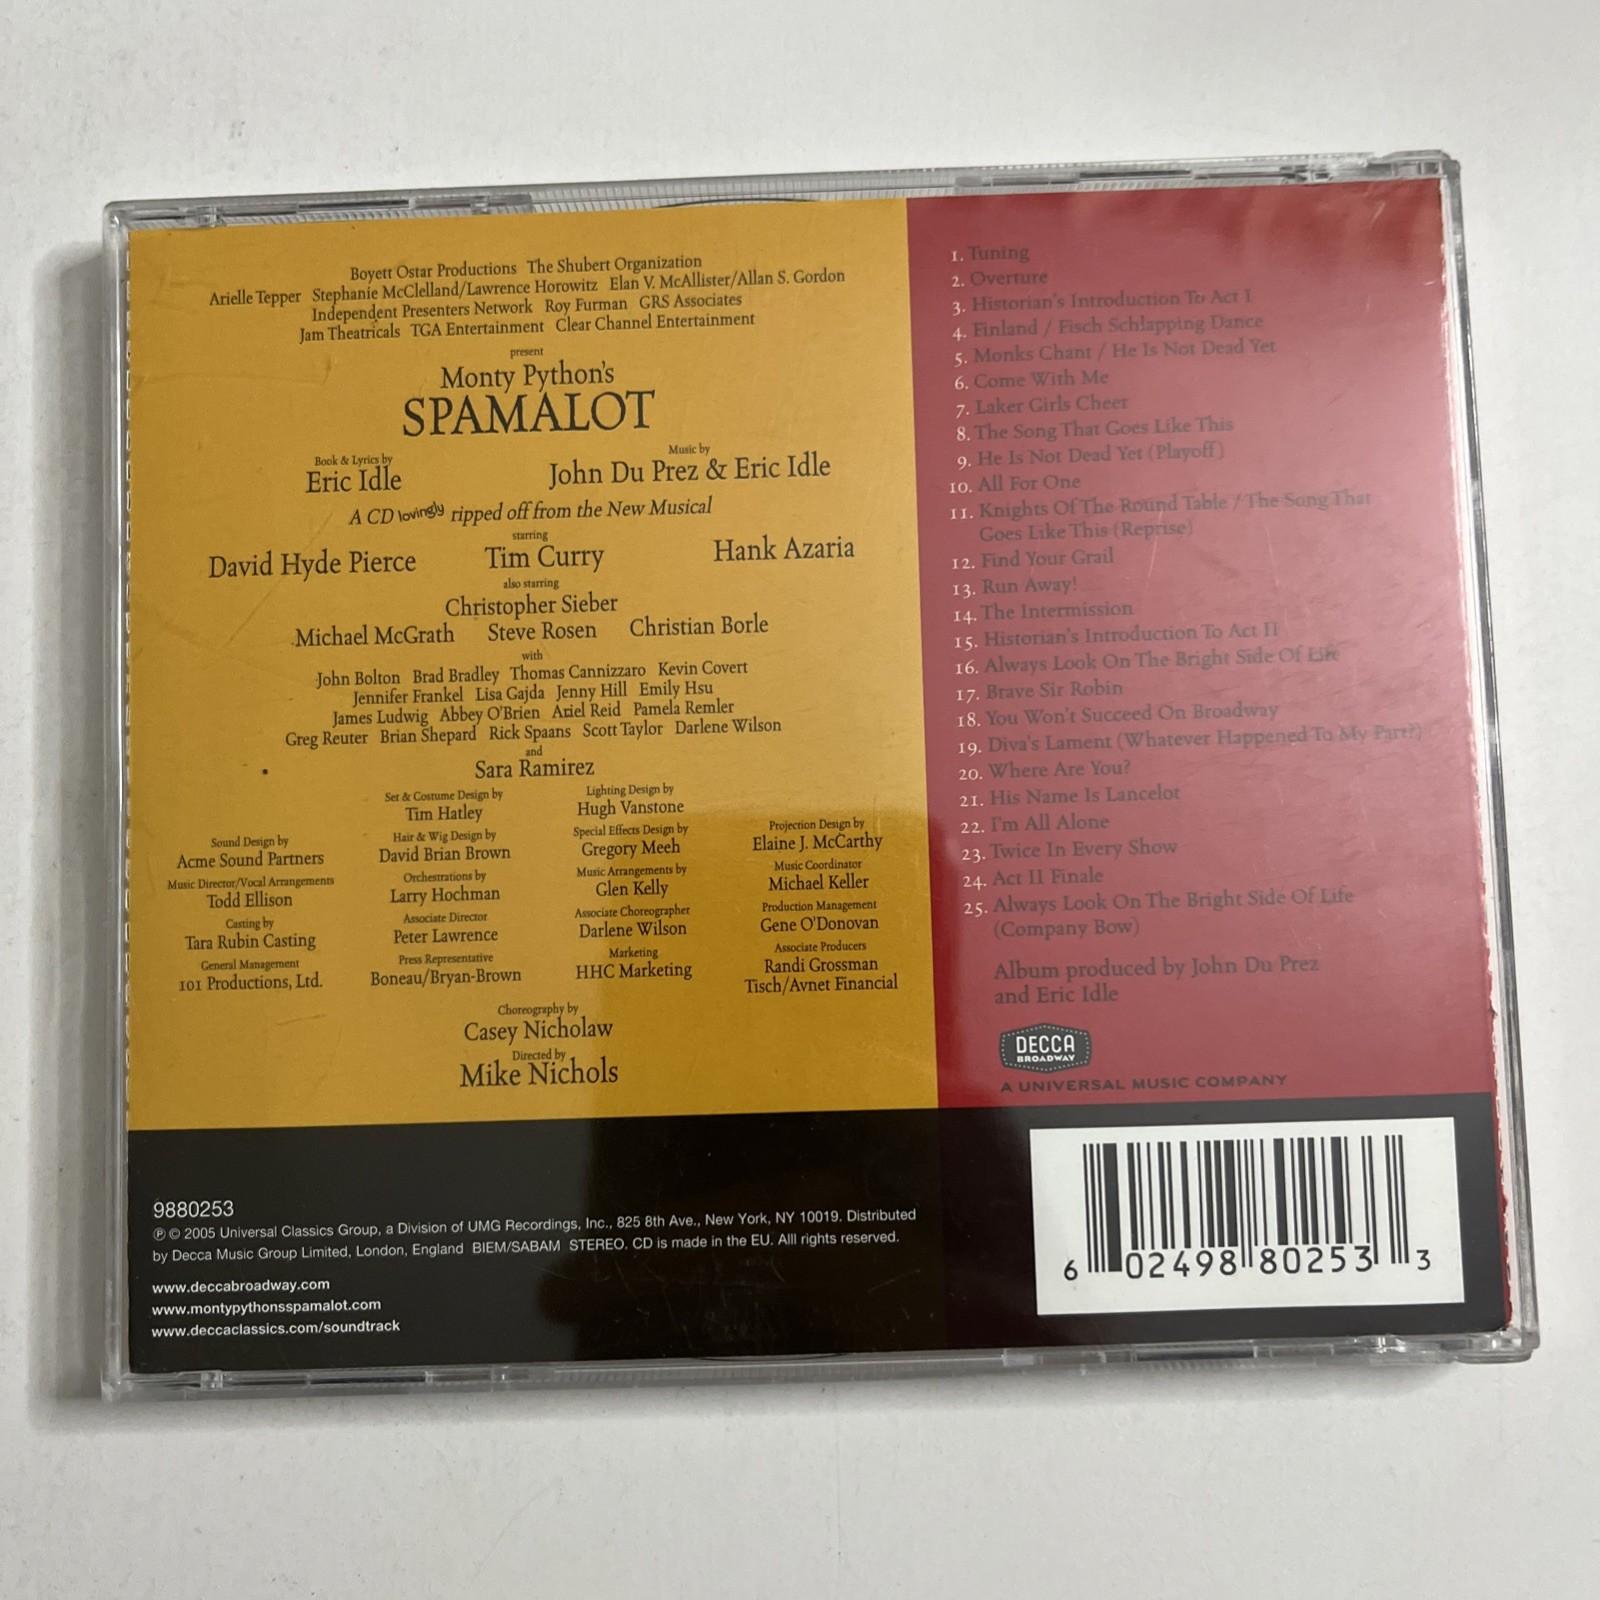 Boyett Ostar Productions The Shubert Organization
Arielle Tepper Stephanie McClelland/Lawrence Horowitz Elan V. McAllister/Allan S. Gordon
Independent Presenters Network Roy Furman GRS Associates
Jam Theatricals TGA Entertainment Clear Channel Entertainment
present
Monty Python's
SPAMALOT
Book & Lyrics by
Eric Idle
Music by
John Du Prez & Eric Idle
A CD lovingly ripped off from the New Musical
starring
David Hyde Pierce Tim Curry Hank Azaria
also starring
Christopher Sieber
Michael McGrath Steve Rosen Christian Borle
with
John Bolton Brad Bradley Thomas Cannizzaro Kevin Covert
Jennifer Frankel Lisa Gajda Jenny Hill Emily Hsu
James Ludwig Abbey O'Brien Ariel Reid Pamela Remler
Greg Reuter Brian Shepard Rick Spaans Scott Taylor Darlene Wilson
and
Sara Ramirez
Set & Costume Design by
Tim Hatley
Lighting Design by
Hugh Vanstone
Sound Design by
Acme Sound Partners
Hair & Wig Design by
David Brian Brown
Special Effects Design by
Gregory Meeh
Projection Design by
Elaine J. McCarthy
Music Director/Vocal Arrangements
Todd Ellison
Orchestrations by
Larry Hochman
Music Arrangements by
Glen Kelly
Music Coordinator
Michael Keller
Casting by
Tara Rubin Casting
Associate Director
Peter Lawrence
Associate Choreographer
Darlene Wilson
Production Management
Gene O'Donovan
General Management
101 Productions, Ltd.
Press Representative
Boneau/Bryan-Brown
Marketing
HHC Marketing
Associate Producers
Randi Grossman
Tisch/Avnet Financial
Choreography by
Casey Nicholaw
Directed by
Mike Nichols
1. Tuning
2. Overture
3. Historian's Introduction To Act I
4. Finland / Fisch Schlapping Dance
5. Monks Chant / He Is Not Dead Yet
6. Come With Me
7. Laker Girls Cheer
8. The Song That Goes Like This
9. He Is Not Dead Yet (Playoff)
10. All For One
11. Knights Of The Round Table / The Song That
Goes Like This (Reprise)
12. Find Your Grail
13. Run Away!
14. The Intermission
15. Historian's Introduction To Act II
16. Always Look On The Bright Side Of Life
17. Brave Sir Robin
18. You Won't Succeed On Broadway
19. Diva's Lament (Whatever Happened To My Part?)
20. Where Are You?
21. His Name Is Lancelot
22. I'm All Alone
23. Twice In Every Show
24. Act II Finale
25. Always Look On The Bright Side Of Life
(Company Bow)
Album produced by John Du Prez
and Eric Idle
DECCA
BROADWAY
A UNIVERSAL MUSIC COMPANY
9880253
℗ © 2005 Universal Classics Group, a Division of UMG Recordings, Inc., 825 8th Ave., New York, NY 10019. Distributed
by Decca Music Group Limited, London, England BIEM/SABAM STEREO. CD is made in the EU. Alll rights reserved.
www.deccabroadway.com
www.montypythonsspamalot.com
www.deccaclassics.com/soundtrack
6 02498 80253 3